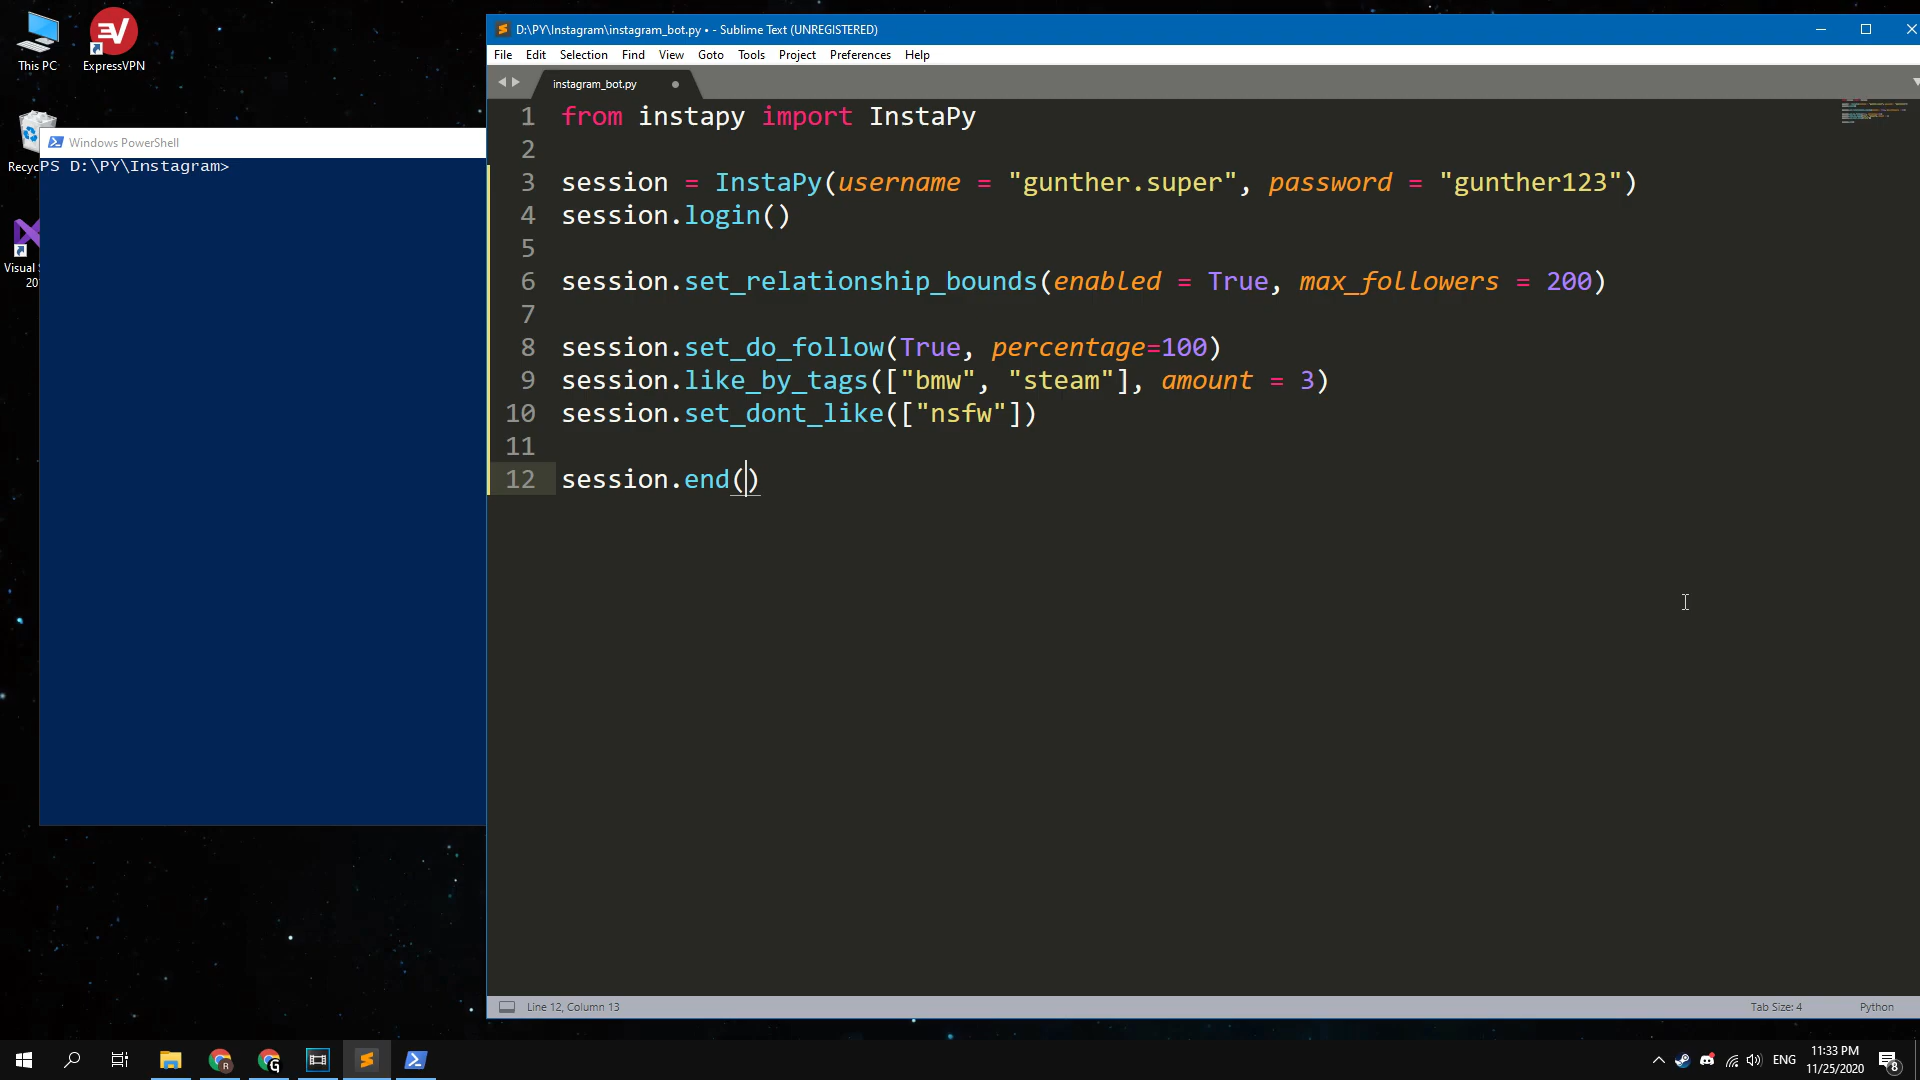 This PC
ExpressVPN
Recyc
Visual S
20
Windows PowerShell
PS D:\PY\Instagram>
D:\PY\Instagram\instagram_bot.py • - Sublime Text (UNREGISTERED)
File Edit Selection Find View Goto Tools Project Preferences Help
instagram_bot.py
1 from instapy import InstaPy
2
3 session = InstaPy(username = "gunther.super", password = "gunther123")
4 session.login()
5
6 session.set_relationship_bounds(enabled = True, max_followers = 200)
7
8 session.set_do_follow(True, percentage=100)
9 session.like_by_tags(["bmw", "steam"], amount = 3)
10 session.set_dont_like(["nsfw"])
11
12 session.end()
Line 12, Column 13
Tab Size: 4
Python
ENG
11:33 PM
11/25/2020
8